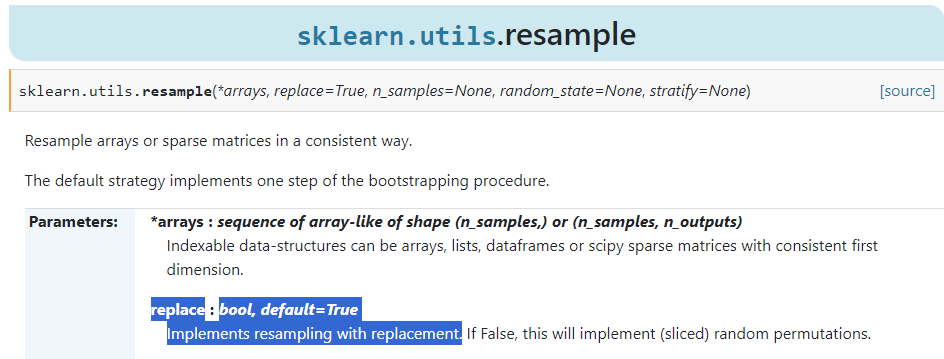 sklearn.utils.resample
sklearn.utils.resample(*arrays, replace=True, n_samples=None, random_state=None, stratify=None) [source]
Resample arrays or sparse matrices in a consistent way.
The default strategy implements one step of the bootstrapping procedure.
Parameters: *arrays : sequence of array-like of shape (n_samples,) or (n_samples, n_outputs)
Indexable data-structures can be arrays, lists, dataframes or scipy sparse matrices with consistent first
dimension.
replace : bool, default=True
Implements resampling with replacement. If False, this will implement (sliced) random permutations.